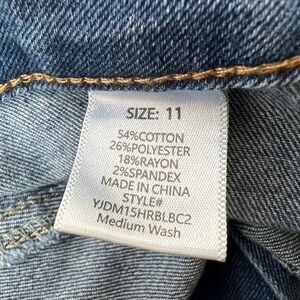 SIZE: 11
54%COTTON
26%POLYESTER
18%RAYON
2%SPANDEX
MADE IN CHINA
STYLE#
YJDM15HRBLBC2
Medium Wash